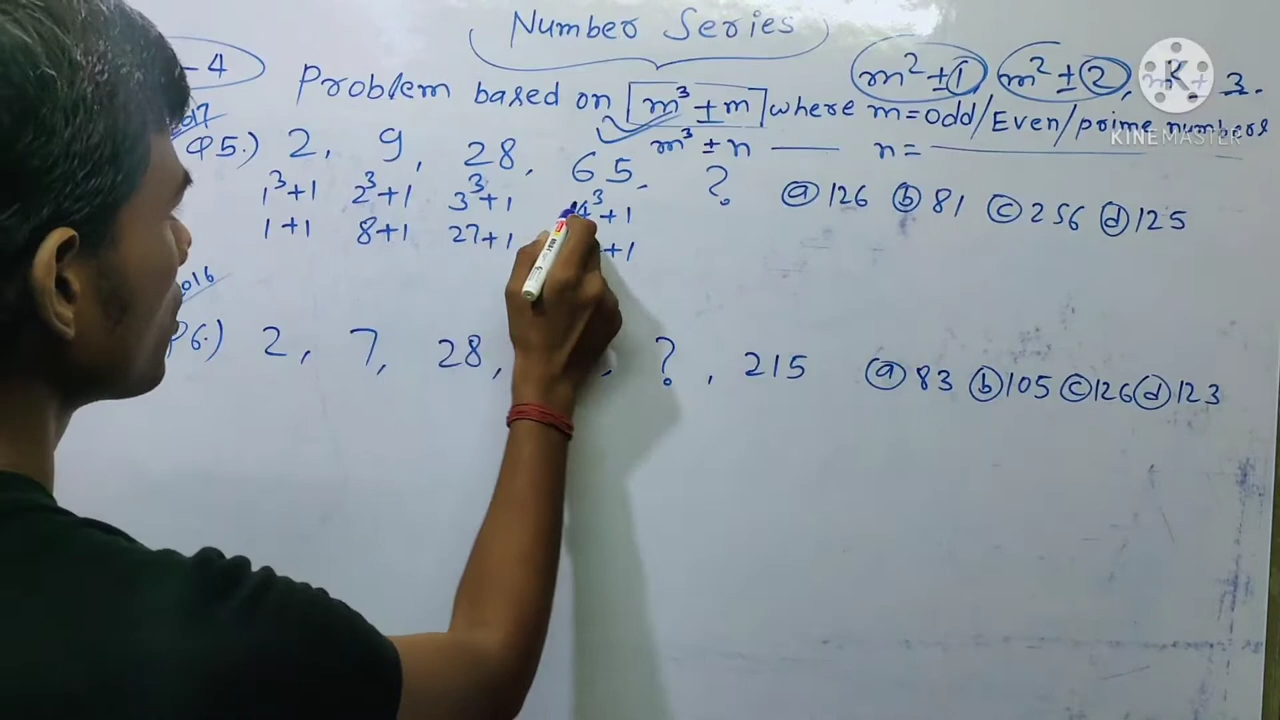 Number Series
- 4
m² ± 1 m² ± 2, ± 3.
Problem based on m³ ± m where m = odd/Even/prime numbers
m³ ± n — n = —
KINEMASTER
Q5.) 2, 9, 28, 65, ? (a) 126 (b) 81 (c) 256 (d) 125
1³+1 2³+1 3³+1 4³+1
1+1 8+1 27+1 +1
016
6.) 2, 7, 28, , ? , 215 (a) 83 (b) 105 (c) 126 (d) 123